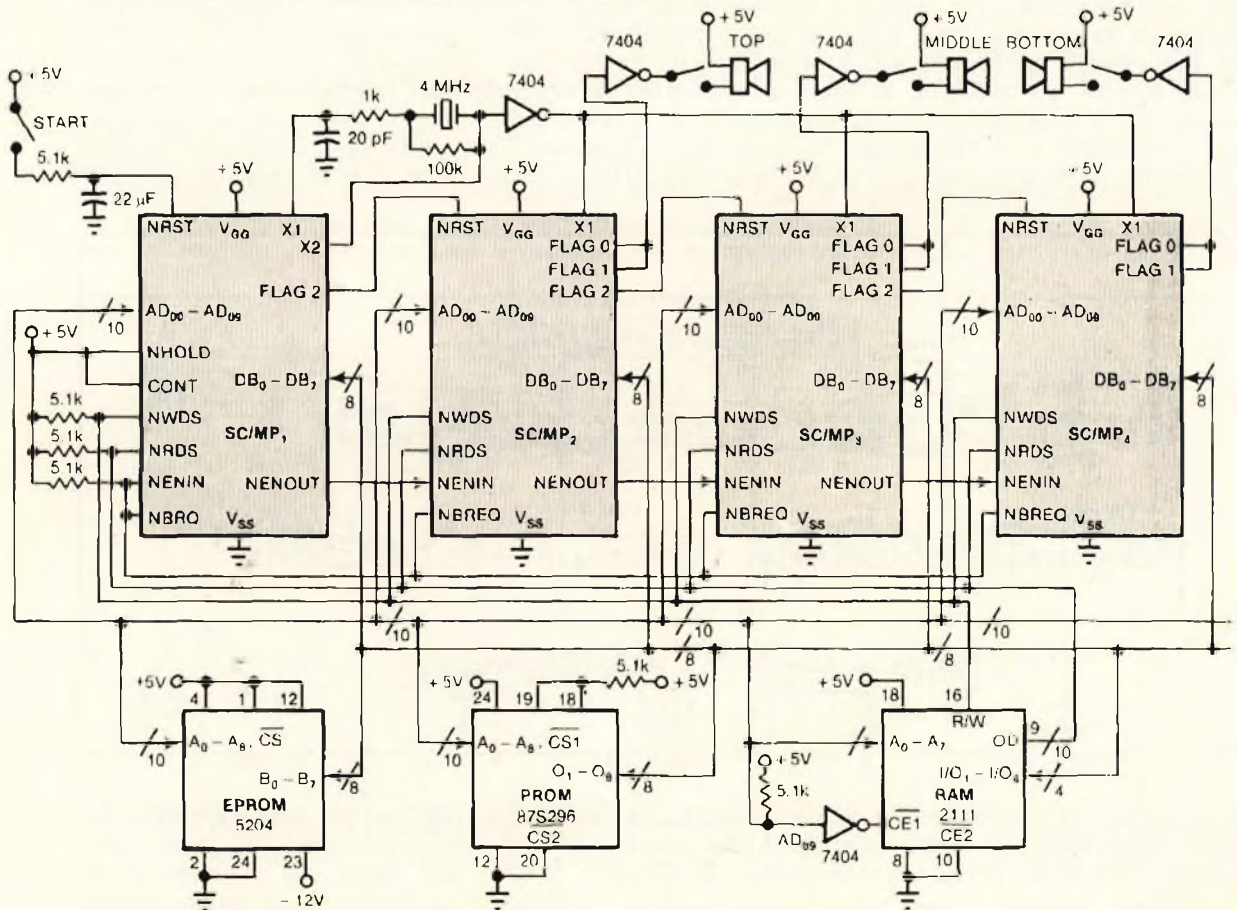 +5V
START
5.1k
22 µF
1k
20 pF
4 MHz
100k
7404
7404
+5V
TOP
7404
+5V
MIDDLE
BOTTOM
+5V
7404
+5V
NRST
VGG
X1
X2
FLAG 2
AD00 – AD09
10
+5V
NHOLD
CONT
DB0 – DB7
8
5.1k
NWDS
5.1k
NRDS
5.1k
NENIN
NENOUT
NBRQ
VSS
SC/MP1
+5V
NRST
VGG
X1
FLAG 0
FLAG 1
FLAG 2
10
AD00 – AD09
DB0 – DB7
8
NWDS
SC/MP2
NRDS
NENIN
NENOUT
NBREQ
VSS
+5V
NRST
VGG
X1
FLAG 0
FLAG 1
FLAG 2
10
AD00 – AD09
DB0 – DB7
8
NWDS
SC/MP3
NRDS
NENIN
NENOUT
NBREQ
VSS
+5V
NRST
VGG
X1
FLAG 0
FLAG 1
10
AD00 – AD09
DB0 – DB7
8
NWDS
SC/MP4
NRDS
NENIN
NBREQ
VSS
10
10
10
8
8
+5V
4
1
12
10
A0 – A8, CS
B0 – B7
8
EPROM
5204
2
24
23
– 12V
+5V
24
19
18
5.1k
+5V
10
A0 – A8, CS1
O1 – O8
8
PROM
87S296
CS2
12
20
+5V
18
16
R/W
9
A0 – A7
OD
10
I/O1 – I/O4
4
+5V
5.1k
AD09
7404
CE1
RAM
2111
CE2
8
10